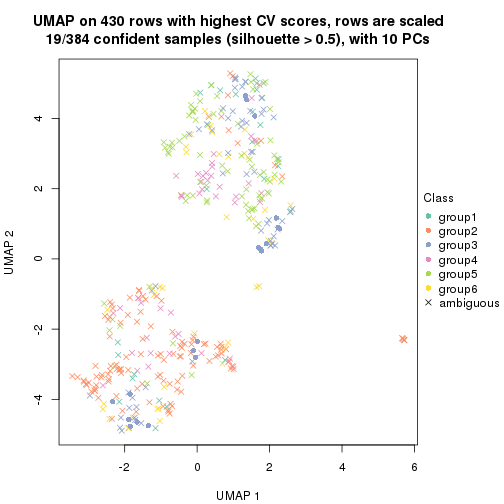 UMAP on 430 rows with highest CV scores, rows are scaled
19/384 confident samples (silhouette > 0.5), with 10 PCs
4
2
0
-2
-4
UMAP 2
-2
0
2
4
6
UMAP 1
Class
group1
group2
group3
group4
group5
group6
ambiguous